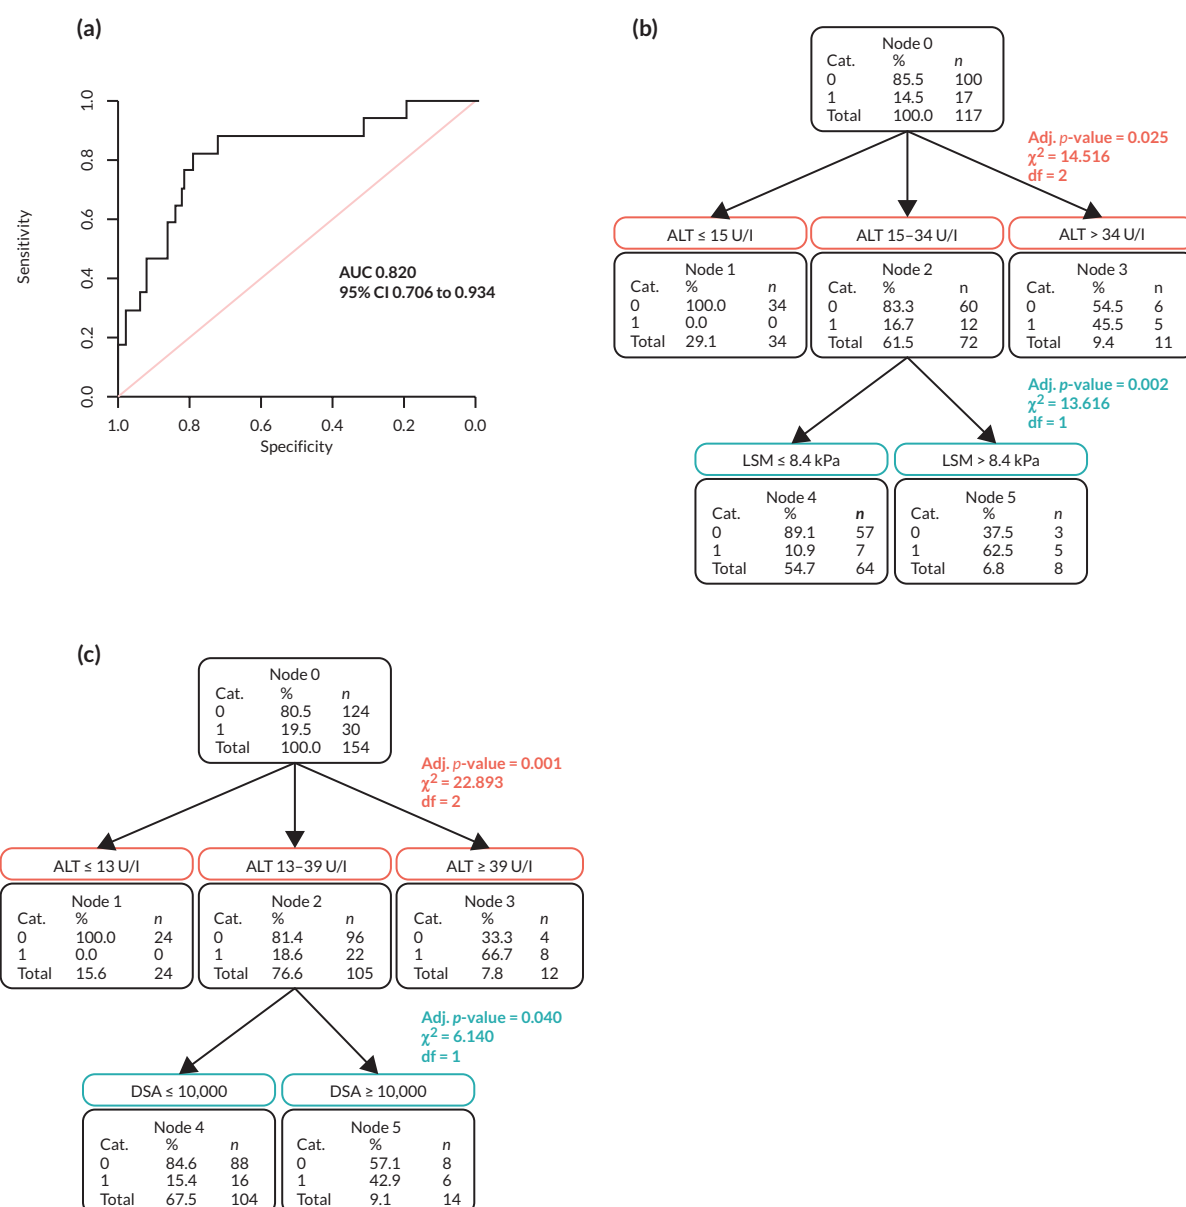 (a)
1.0
0.8
0.6
0.4
0.2
0.0
Sensitivity
AUC 0.820
95% CI 0.706 to 0.934
1.0 0.8 0.6 0.4 0.2 0.0
Specificity
(b)
Node 0
Cat. % n
0 85.5 100
1 14.5 17
Total 100.0 117
Adj. p-value = 0.025
χ² = 14.516
df = 2
ALT ≤ 15 U/l
Node 1
Cat. % n
0 100.0 34
1 0.0 0
Total 29.1 34
ALT 15–34 U/l
Node 2
Cat. % n
0 83.3 60
1 16.7 12
Total 61.5 72
ALT > 34 U/l
Node 3
Cat. % n
0 54.5 6
1 45.5 5
Total 9.4 11
Adj. p-value = 0.002
χ² = 13.616
df = 1
LSM ≤ 8.4 kPa
Node 4
Cat. % n
0 89.1 57
1 10.9 7
Total 54.7 64
LSM > 8.4 kPa
Node 5
Cat. % n
0 37.5 3
1 62.5 5
Total 6.8 8
(c)
Node 0
Cat. % n
0 80.5 124
1 19.5 30
Total 100.0 154
Adj. p-value = 0.001
χ² = 22.893
df = 2
ALT ≤ 13 U/l
Node 1
Cat. % n
0 100.0 24
1 0.0 0
Total 15.6 24
ALT 13–39 U/l
Node 2
Cat. % n
0 81.4 96
1 18.6 22
Total 76.6 105
ALT ≥ 39 U/l
Node 3
Cat. % n
0 33.3 4
1 66.7 8
Total 7.8 12
Adj. p-value = 0.040
χ² = 6.140
df = 1
DSA ≤ 10,000
Node 4
Cat. % n
0 84.6 88
1 15.4 16
Total 67.5 104
DSA ≥ 10,000
Node 5
Cat. % n
0 57.1 8
1 42.9 6
Total 9.1 14